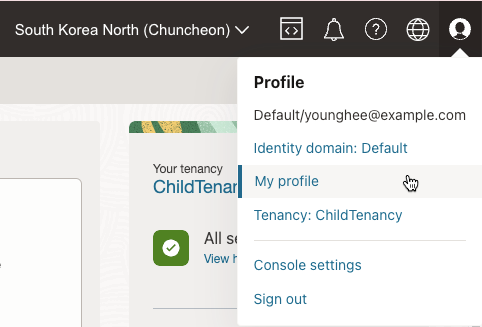 South Korea North (Chuncheon)
Profile
Default/younghee@example.com
Identity domain: Default
My profile
Tenancy: ChildTenancy
Console settings
Sign out
Your tenancy
ChildTenan
All se
View h